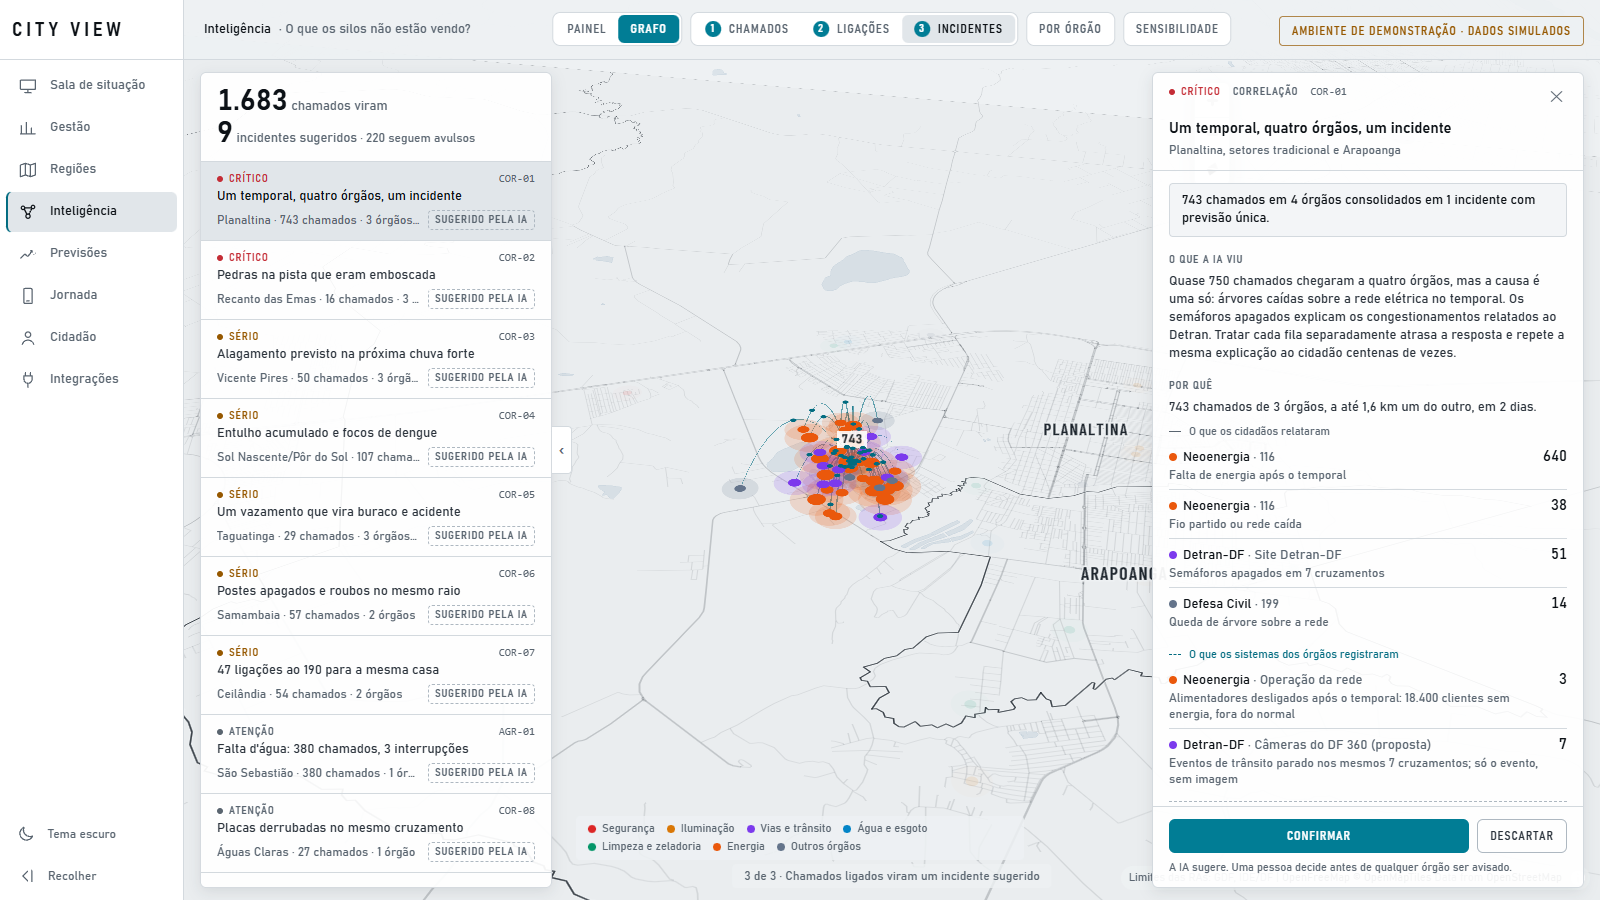 CITY VIEW
Inteligência · O que os silos não estão vendo?
PAINEL
GRAFO
1 CHAMADOS
2 LIGAÇÕES
3 INCIDENTES
POR ÓRGÃO
SENSIBILIDADE
AMBIENTE DE DEMONSTRAÇÃO · DADOS SIMULADOS
Sala de situação
Gestão
Regiões
Inteligência
Previsões
Jornada
Cidadão
Integrações
Tema escuro
Recolher
1.683 chamados viram
9 incidentes sugeridos · 220 seguem avulsos
CRÍTICO COR-01
Um temporal, quatro órgãos, um incidente
Planaltina · 743 chamados · 3 órgãos... SUGERIDO PELA IA
CRÍTICO COR-02
Pedras na pista que eram emboscada
Recanto das Emas · 16 chamados · 3 ... SUGERIDO PELA IA
SÉRIO COR-03
Alagamento previsto na próxima chuva forte
Vicente Pires · 50 chamados · 3 órgã... SUGERIDO PELA IA
SÉRIO COR-04
Entulho acumulado e focos de dengue
Sol Nascente/Pôr do Sol · 107 chama... SUGERIDO PELA IA
SÉRIO COR-05
Um vazamento que vira buraco e acidente
Taguatinga · 29 chamados · 3 órgãos... SUGERIDO PELA IA
SÉRIO COR-06
Postes apagados e roubos no mesmo raio
Samambaia · 57 chamados · 2 órgãos SUGERIDO PELA IA
SÉRIO COR-07
47 ligações ao 190 para a mesma casa
Ceilândia · 54 chamados · 2 órgãos SUGERIDO PELA IA
ATENÇÃO AGR-01
Falta d'água: 380 chamados, 3 interrupções
São Sebastião · 380 chamados · 1 ór... SUGERIDO PELA IA
ATENÇÃO COR-08
Placas derrubadas no mesmo cruzamento
Águas Claras · 27 chamados · 1 órgão SUGERIDO PELA IA
743
PLANALTINA
Segurança Iluminação Vias e trânsito Água e esgoto
Limpeza e zeladoria Energia Outros órgãos
3 de 3 · Chamados ligados viram um incidente sugerido
CRÍTICO CORRELAÇÃO COR-01
Um temporal, quatro órgãos, um incidente
Planaltina, setores tradicional e Arapoanga
743 chamados em 4 órgãos consolidados em 1 incidente com
previsão única.
O QUE A IA VIU
Quase 750 chamados chegaram a quatro órgãos, mas a causa é
uma só: árvores caídas sobre a rede elétrica no temporal. Os
semáforos apagados explicam os congestionamentos relatados ao
Detran. Tratar cada fila separadamente atrasa a resposta e repete a
mesma explicação ao cidadão centenas de vezes.
POR QUÊ
743 chamados de 3 órgãos, a até 1,6 km um do outro, em 2 dias.
O que os cidadãos relataram
Neoenergia · 116 640
Falta de energia após o temporal
Neoenergia · 116 38
Fio partido ou rede caída
Detran-DF · Site Detran-DF 51
Semáforos apagados em 7 cruzamentos
Defesa Civil · 199 14
Queda de árvore sobre a rede
O que os sistemas dos órgãos registraram
Neoenergia · Operação da rede 3
Alimentadores desligados após o temporal: 18.400 clientes sem
energia, fora do normal
Detran-DF · Câmeras do DF 360 (proposta) 7
Eventos de trânsito parado nos mesmos 7 cruzamentos; só o evento,
sem imagem
CONFIRMAR
DESCARTAR
A IA sugere. Uma pessoa decide antes de qualquer órgão ser avisado.